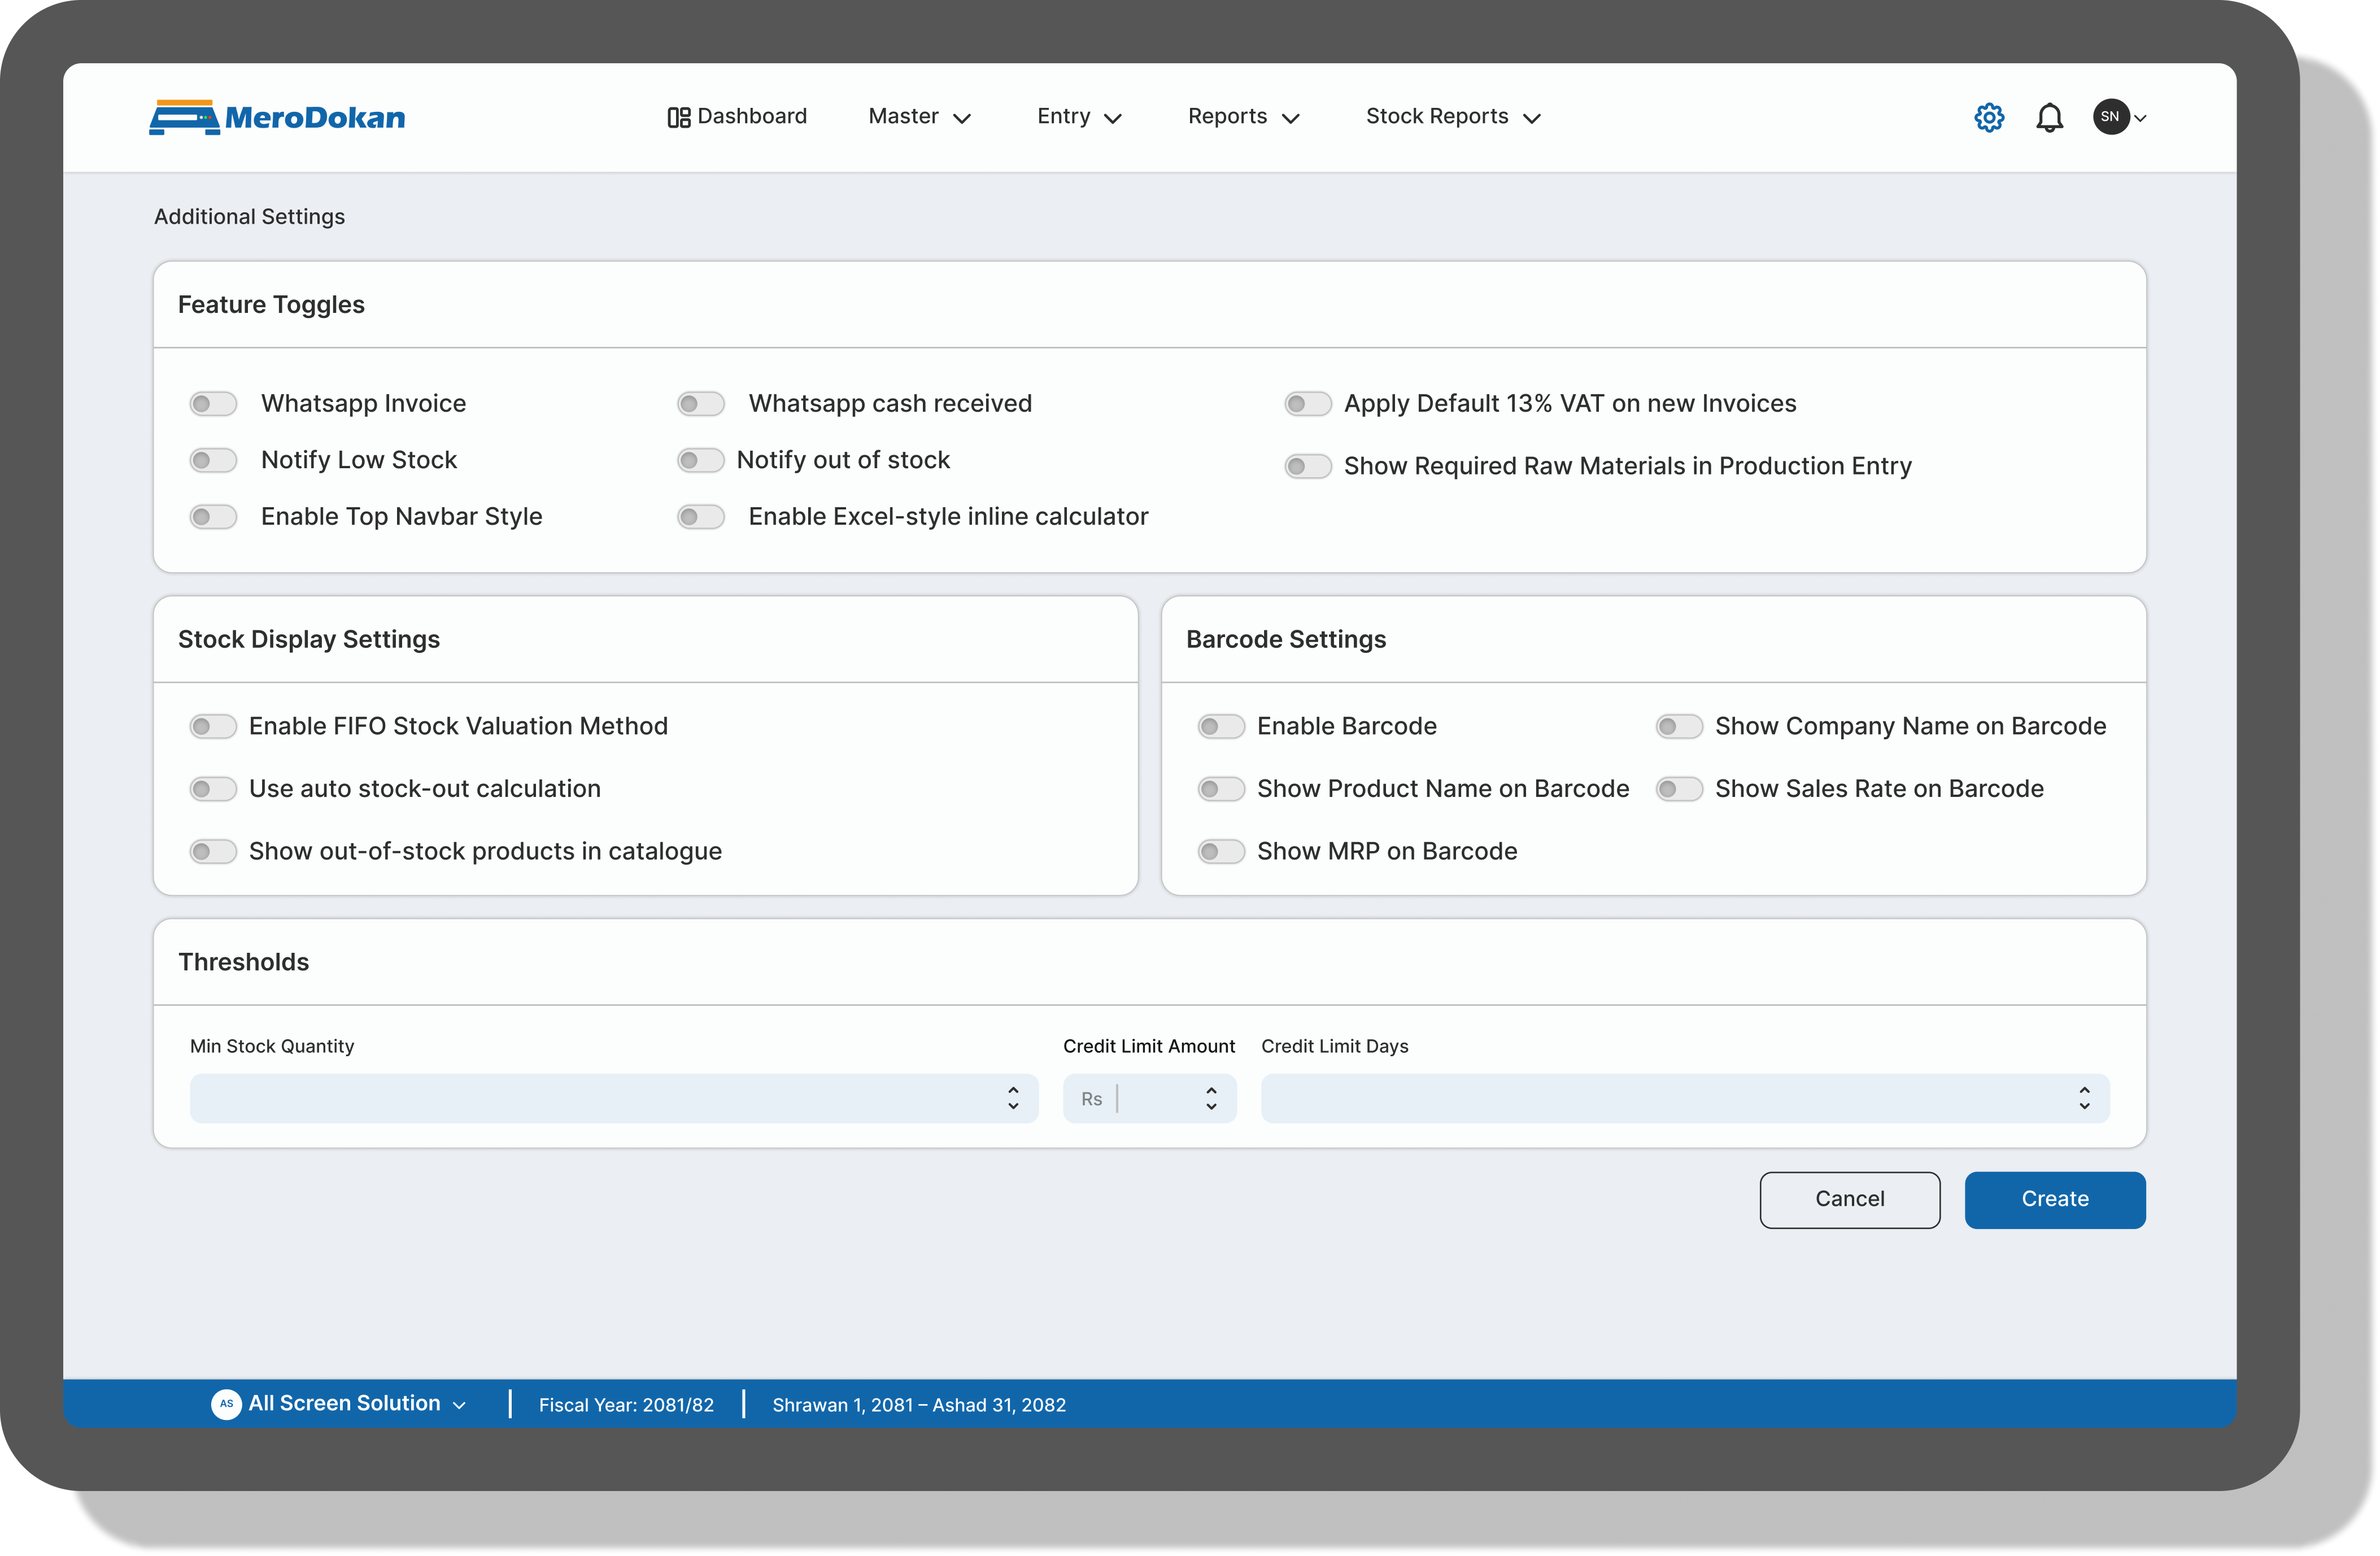 MeroDokan Dashboard Master Entry Reports Stock Reports SN
Additional Settings
Feature Toggles
Whatsapp Invoice Whatsapp cash received Apply Default 13% VAT on new Invoices
Notify Low Stock Notify out of stock Show Required Raw Materials in Production Entry
Enable Top Navbar Style Enable Excel-style inline calculator
Stock Display Settings
Enable FIFO Stock Valuation Method
Use auto stock-out calculation
Show out-of-stock products in catalogue
Barcode Settings
Enable Barcode Show Company Name on Barcode
Show Product Name on Barcode Show Sales Rate on Barcode
Show MRP on Barcode
Thresholds
Min Stock Quantity Credit Limit Amount Credit Limit Days
Rs
Cancel Create
AS All Screen Solution Fiscal Year: 2081/82 Shrawan 1, 2081 – Ashad 31, 2082